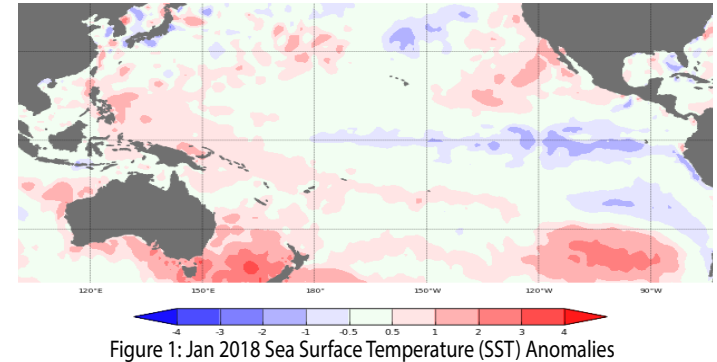 120°E 150°E 180° 150°W 120°W 90°W
-4 -3 -2 -1 -0.5 0.5 1 2 3 4
Figure 1: Jan 2018 Sea Surface Temperature (SST) Anomalies